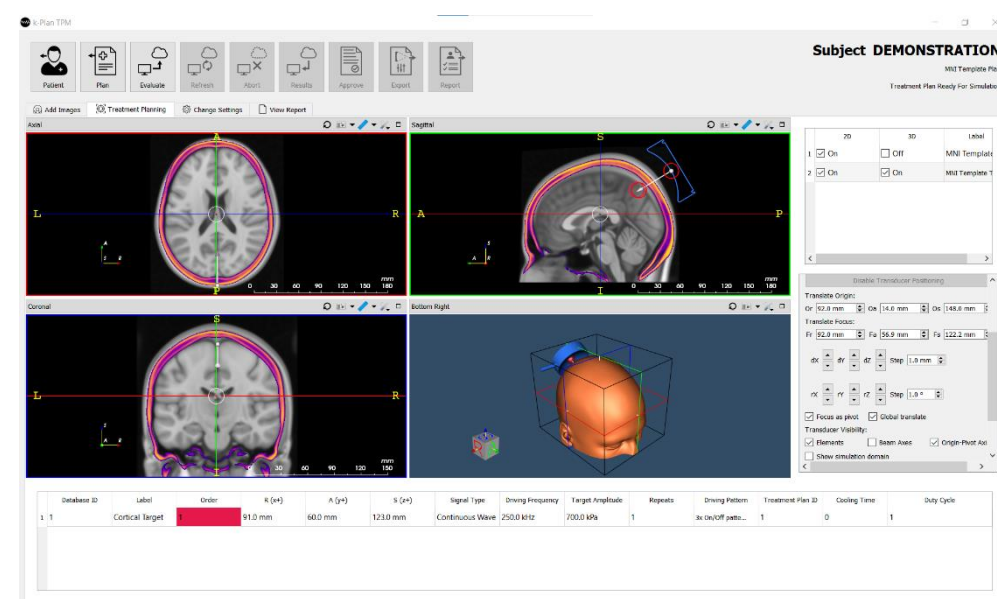 k-Plan TPM
Subject DEMONSTRATION
MNI Template Pla
Treatment Plan Ready For Simulatio
Patient Plan Evaluate Refresh Abort Results Approve Export Report
Add Images Treatment Planning Change Settings View Report
Axial
A
L R
P
A
S R
mm
0 30 60 90 120 150 180
Sagittal
S
A P
I
S
A
mm
0 30 60 90 120 150 180
Coronal
S
L R
I
S
mm
0 30 60 90 120 150
Bottom Right
2D 3D Label
1 On Off MNI Template
2 On On MNI Template T
Disable Transducer Positioning
Translate Origin:
Or 92.0 mm Oa 14.0 mm Os 148.0 mm
Translate Focus:
Fr 92.0 mm Fa 56.9 mm Fs 122.2 mm
dX dY dZ Step 1.0 mm
rX rY rZ Step 1.0 °
Focus as pivot Global translate
Transducer Visibility:
Elements Beam Axes Origin-Pivot Axi
Show simulation domain
Database ID Label Order R (x+) A (y+) S (z+) Signal Type Driving Frequency Target Amplitude Repeats Driving Pattern Treatment Plan ID Cooling Time Duty Cycle
1 1 Cortical Target 1 91.0 mm 60.0 mm 123.0 mm Continuous Wave 250.0 kHz 700.0 kPa 1 3x On/Off patte... 1 0 1